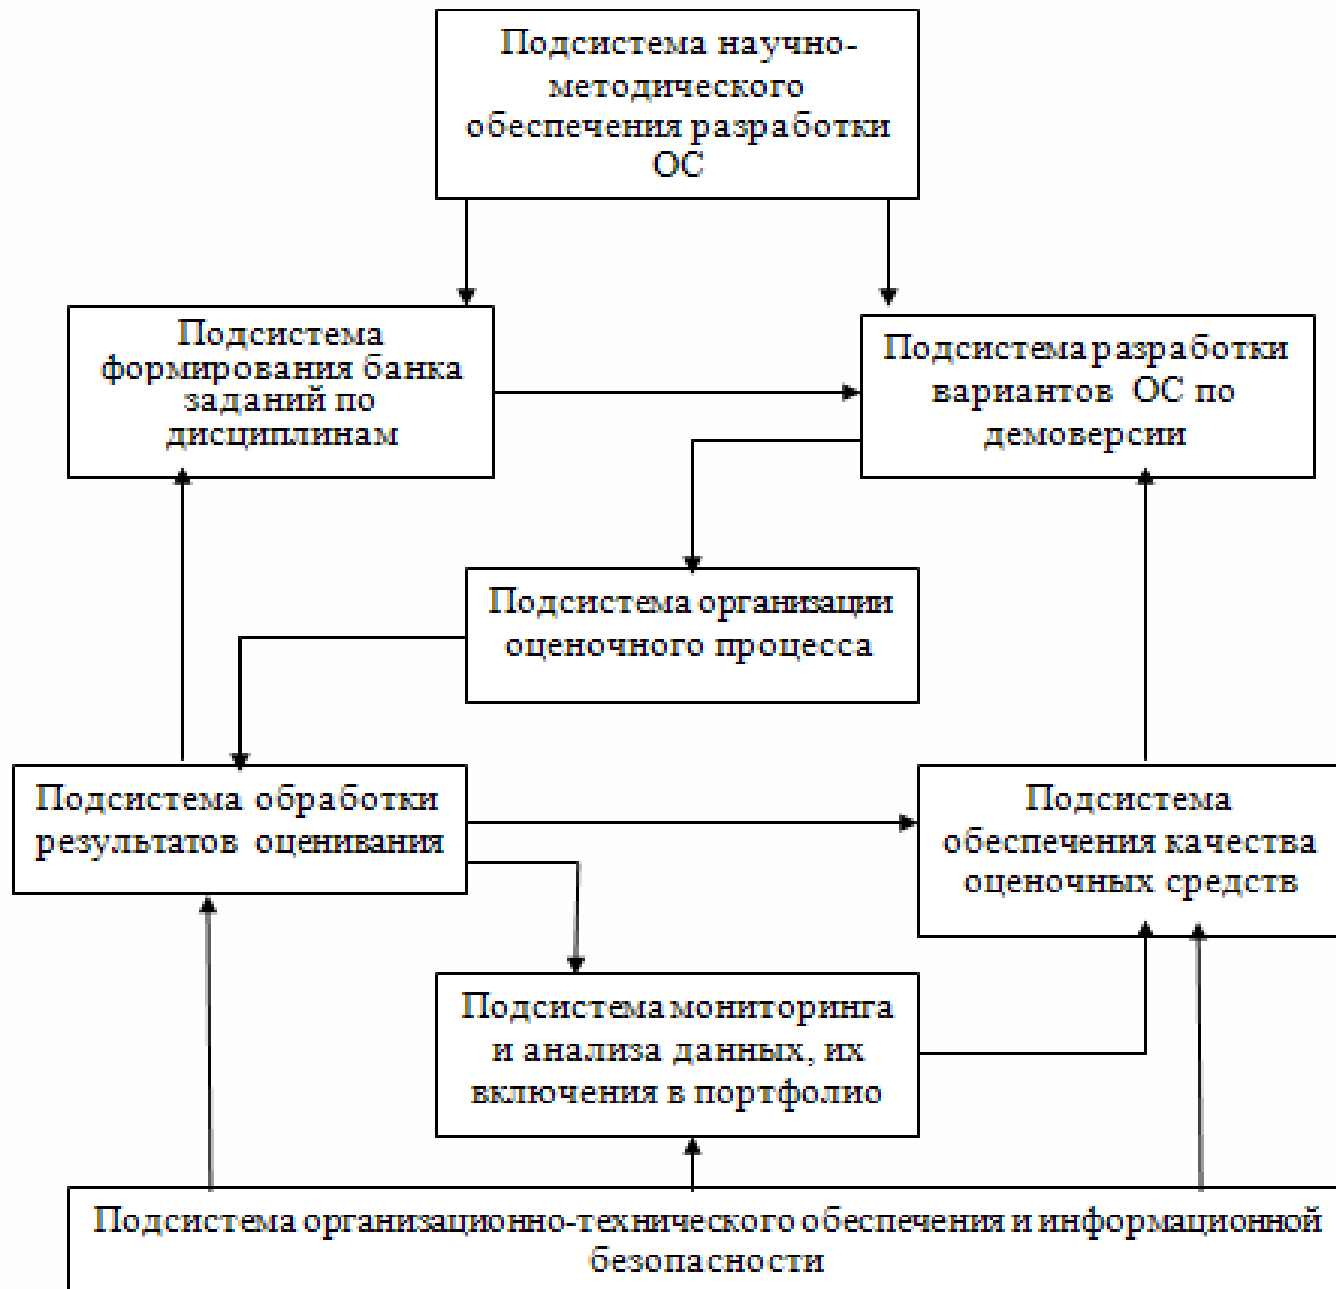 Подсистема научно-
методического
обеспечения разработки
ОС
Подсистема
формирования банка
заданий по
дисциплинам
Подсистема разработки
вариантов ОС по
демоверсии
Подсистема организации
оценочного процесса
Подсистема обработки
результатов оценивания
Подсистема
обеспечения качества
оценочных средств
Подсистема мониторинга
и анализа данных, их
включения в портфолио
Подсистема организационно-технического обеспечения и информационной
безопасности